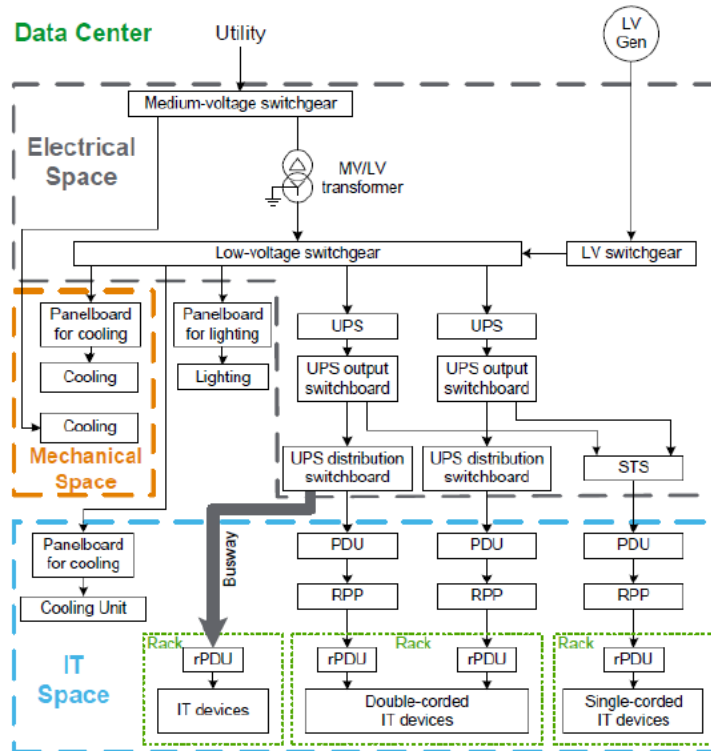 Data Center
Utility
LV
Gen
Medium-voltage switchgear
Electrical
Space
MV/LV
transformer
Low-voltage switchgear
LV switchgear
Panelboard
for cooling
Panelboard
for lighting
UPS
UPS
Cooling
Lighting
UPS output
switchboard
UPS output
switchboard
Cooling
Mechanical
Space
UPS distribution
switchboard
UPS distribution
switchboard
STS
Busway
Panelboard
for cooling
PDU
PDU
PDU
Cooling Unit
RPP
RPP
RPP
IT
Space
Rack
rPDU
rPDU
Rack
rPDU
Rack
rPDU
IT devices
Double-corded
IT devices
Single-corded
IT devices